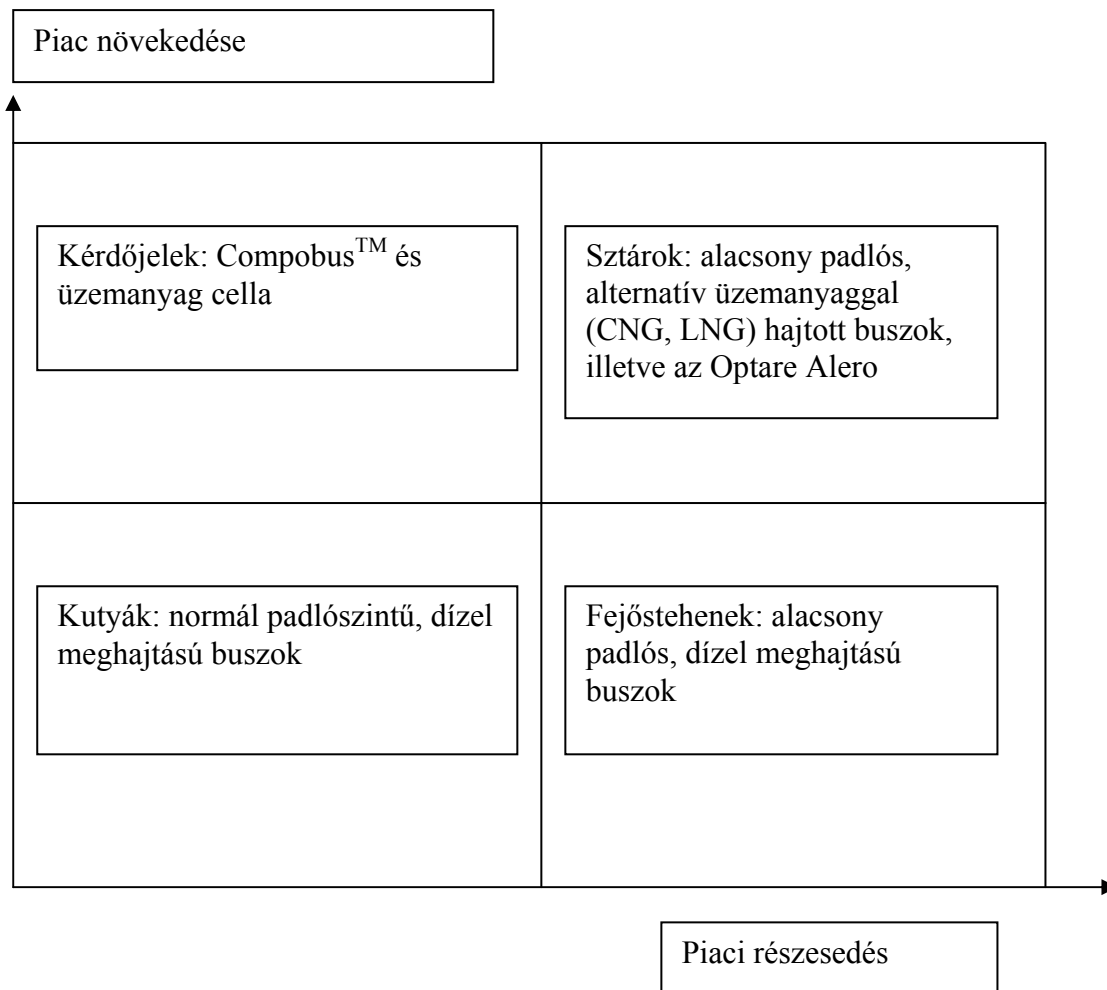 Piac növekedése
Kérdőjelek: Compobus™ és
üzemanyag cella
Sztárok: alacsony padlós,
alternatív üzemanyaggal
(CNG, LNG) hajtott buszok,
illetve az Optare Alero
Kutyák: normál padlószintű, dízel
meghajtású buszok
Fejőstehenek: alacsony
padlós, dízel meghajtású
buszok
Piaci részesedés